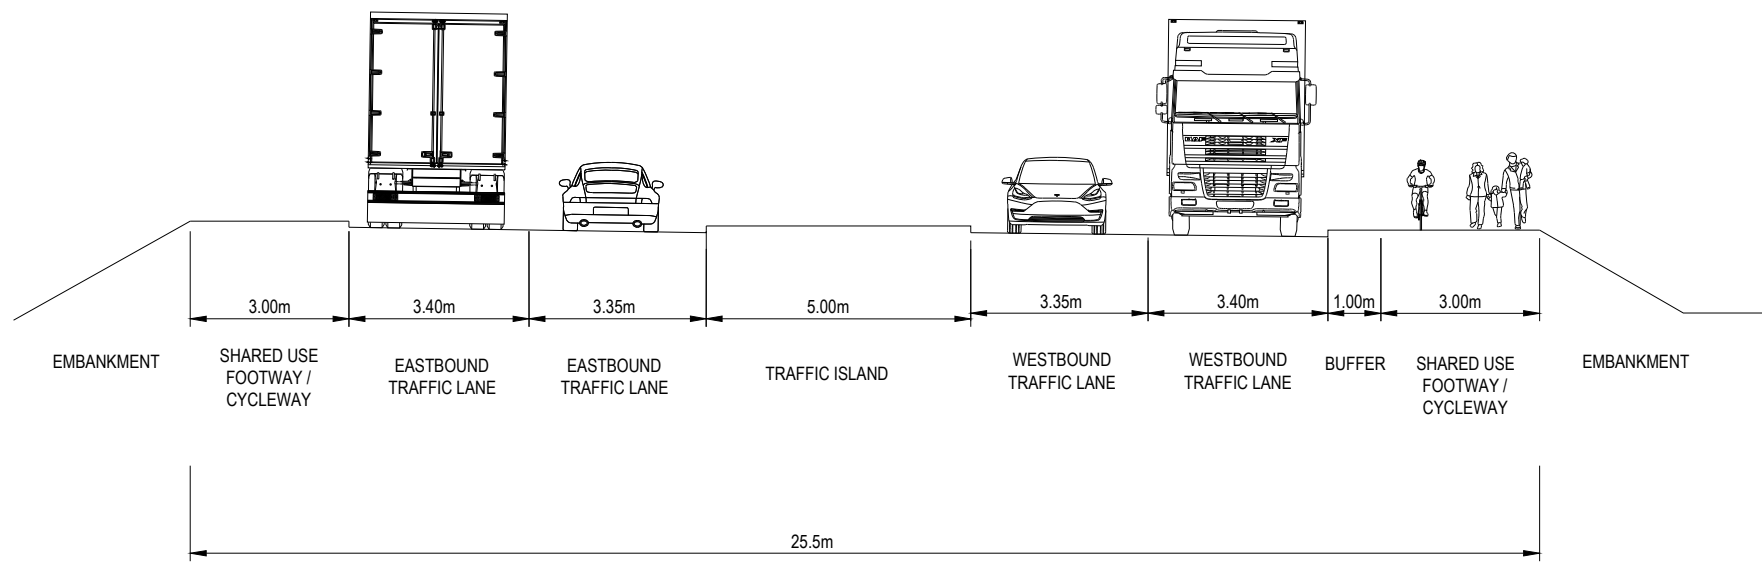 3.00m
3.40m
3.35m
5.00m
3.35m
3.40m
1.00m
3.00m
EMBANKMENT
SHARED USE
FOOTWAY /
CYCLEWAY
EASTBOUND
TRAFFIC LANE
EASTBOUND
TRAFFIC LANE
TRAFFIC ISLAND
WESTBOUND
TRAFFIC LANE
WESTBOUND
TRAFFIC LANE
BUFFER
SHARED USE
FOOTWAY /
CYCLEWAY
EMBANKMENT
25.5m